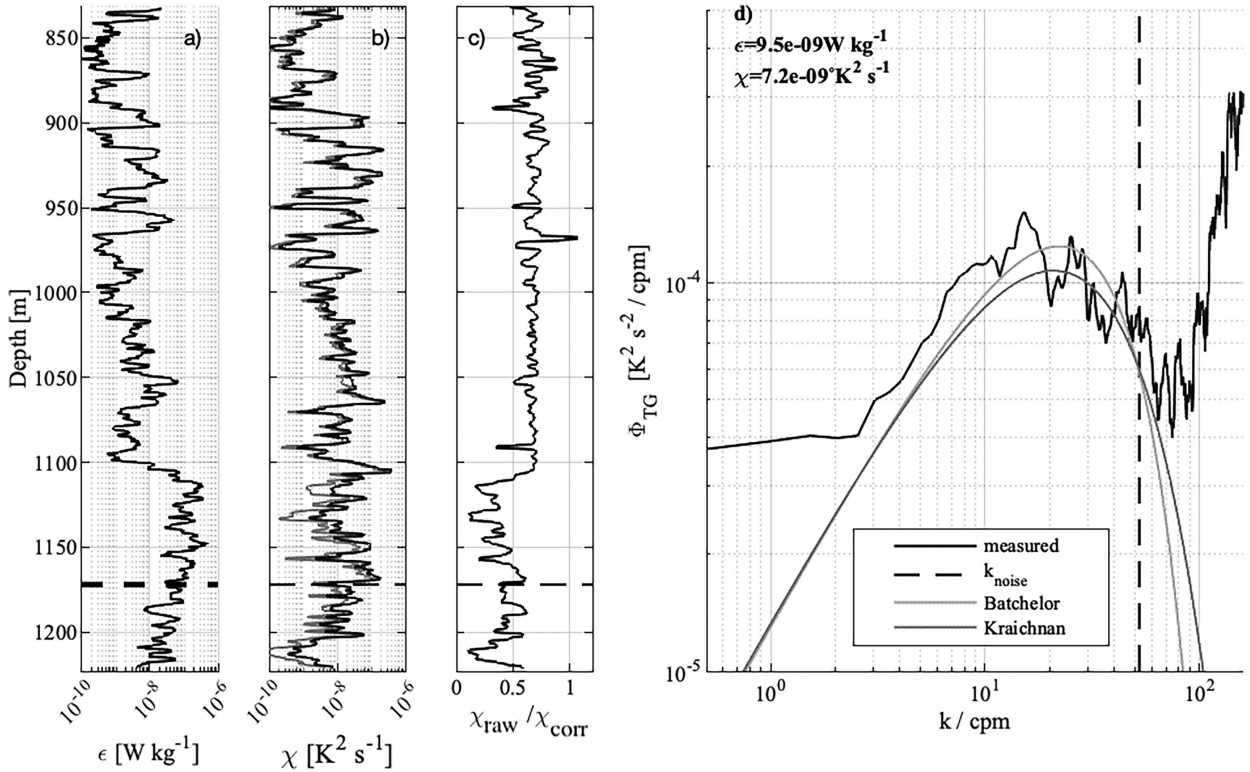 a)
b)
c)
d)
ϵ=9.5e-09W kg⁻¹
χ=7.2e-09°K² s⁻¹
850
900
950
1000
1050
1100
1150
1200
Depth [m]
10⁻¹⁰
10⁻⁸
10⁻⁶
ϵ [W kg⁻¹]
10⁻¹⁰
10⁻⁸
10⁻⁶
χ [K² s⁻¹]
0
0.5
1
χraw /χcorr
10⁻⁴
10⁻⁵
Φ_TG [K² s⁻² / cpm]
measured
k_noise
Batchelor
Kraichnan
10⁰
10¹
10²
k / cpm